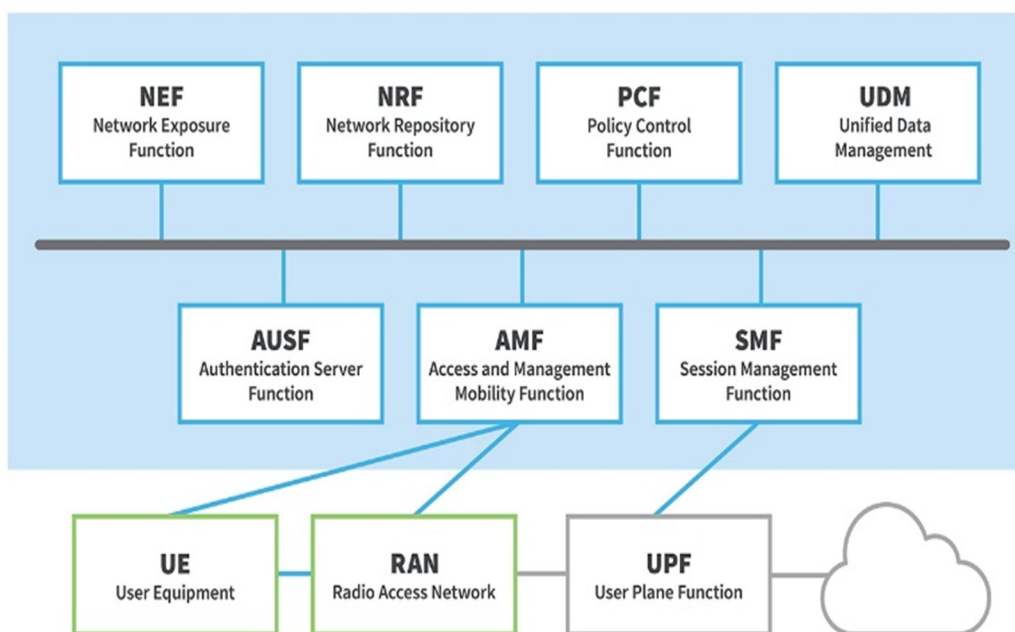 NEF
Network Exposure
Function
NRF
Network Repository
Function
PCF
Policy Control
Function
UDM
Unified Data
Management
AUSF
Authentication Server
Function
AMF
Access and Management
Mobility Function
SMF
Session Management
Function
UE
User Equipment
RAN
Radio Access Network
UPF
User Plane Function